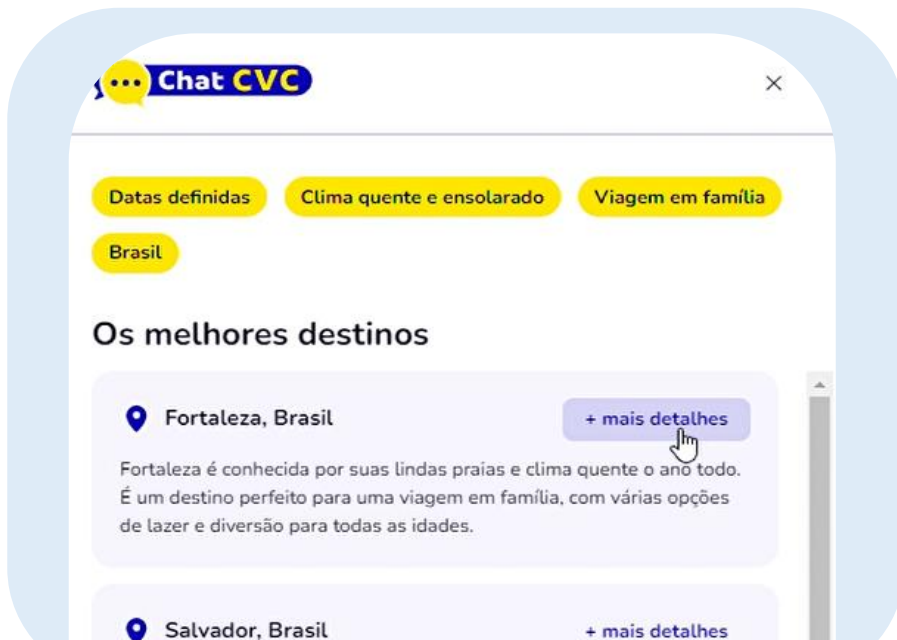 Chat CVC
Datas definidas
Clima quente e ensolarado
Viagem em família
Brasil
Os melhores destinos
Fortaleza, Brasil
+ mais detalhes
Fortaleza é conhecida por suas lindas praias e clima quente o ano todo.
É um destino perfeito para uma viagem em família, com várias opções
de lazer e diversão para todas as idades.
Salvador, Brasil
+ mais detalhes